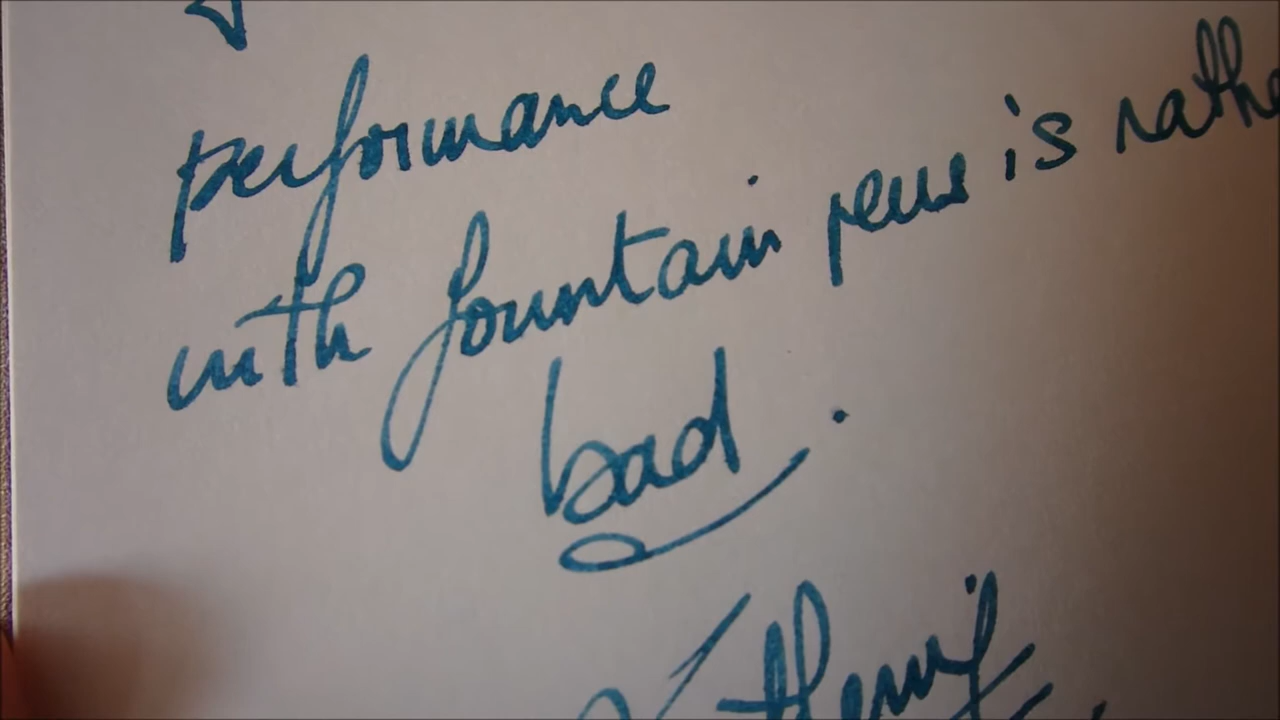 performance
with fountain pens is rathe
bad.